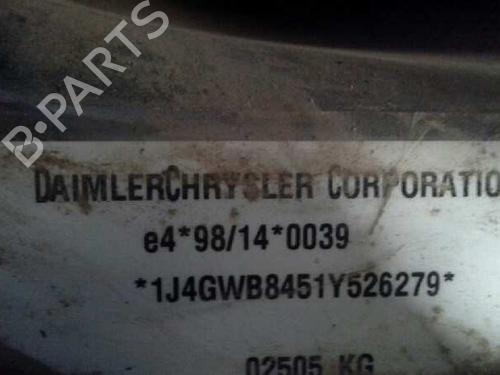 B-PARTS
DAIMLERCHRYSLER CORPORATIO
e4*98/14*0039
*1J4GWB8451Y526279*
02505 KG